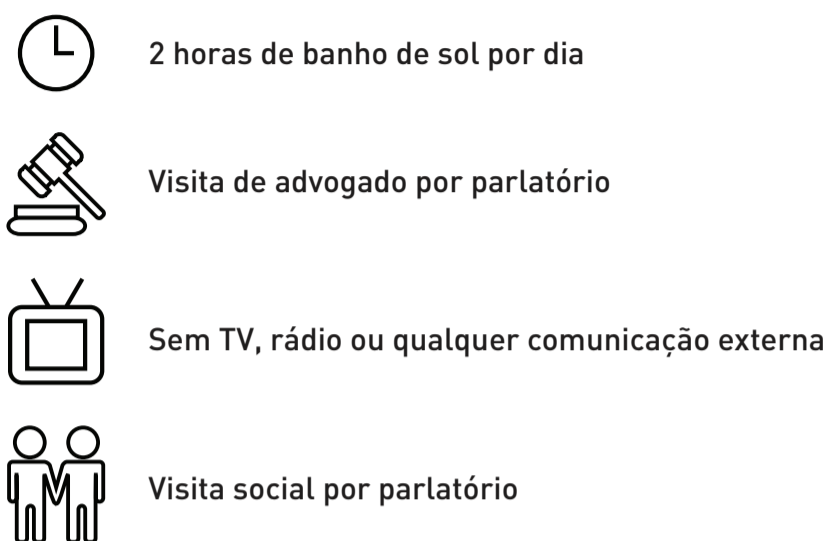 2 horas de banho de sol por dia
Visita de advogado por parlatório
Sem TV, rádio ou qualquer comunicação externa
Visita social por parlatório